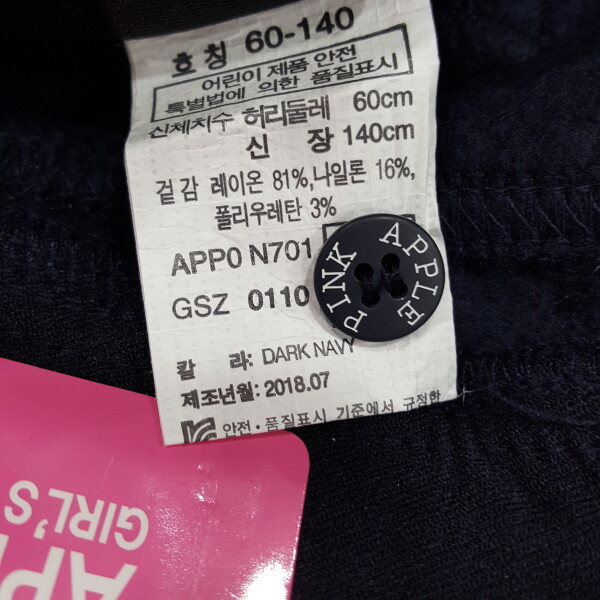 호칭 60-140
어린이 제품 안전
특별법에 의한 품질표시
신체치수 허리둘레 60cm
신 장 140cm
겉감 레이온 81%,나일론 16%,
폴리우레탄 3%
APP0 N701
GSZ 0110
PINK APPLE
칼 라: DARK NAVY
제조년월: 2018.07
안전·품질표시 기준에서 규정한
GIRL'S